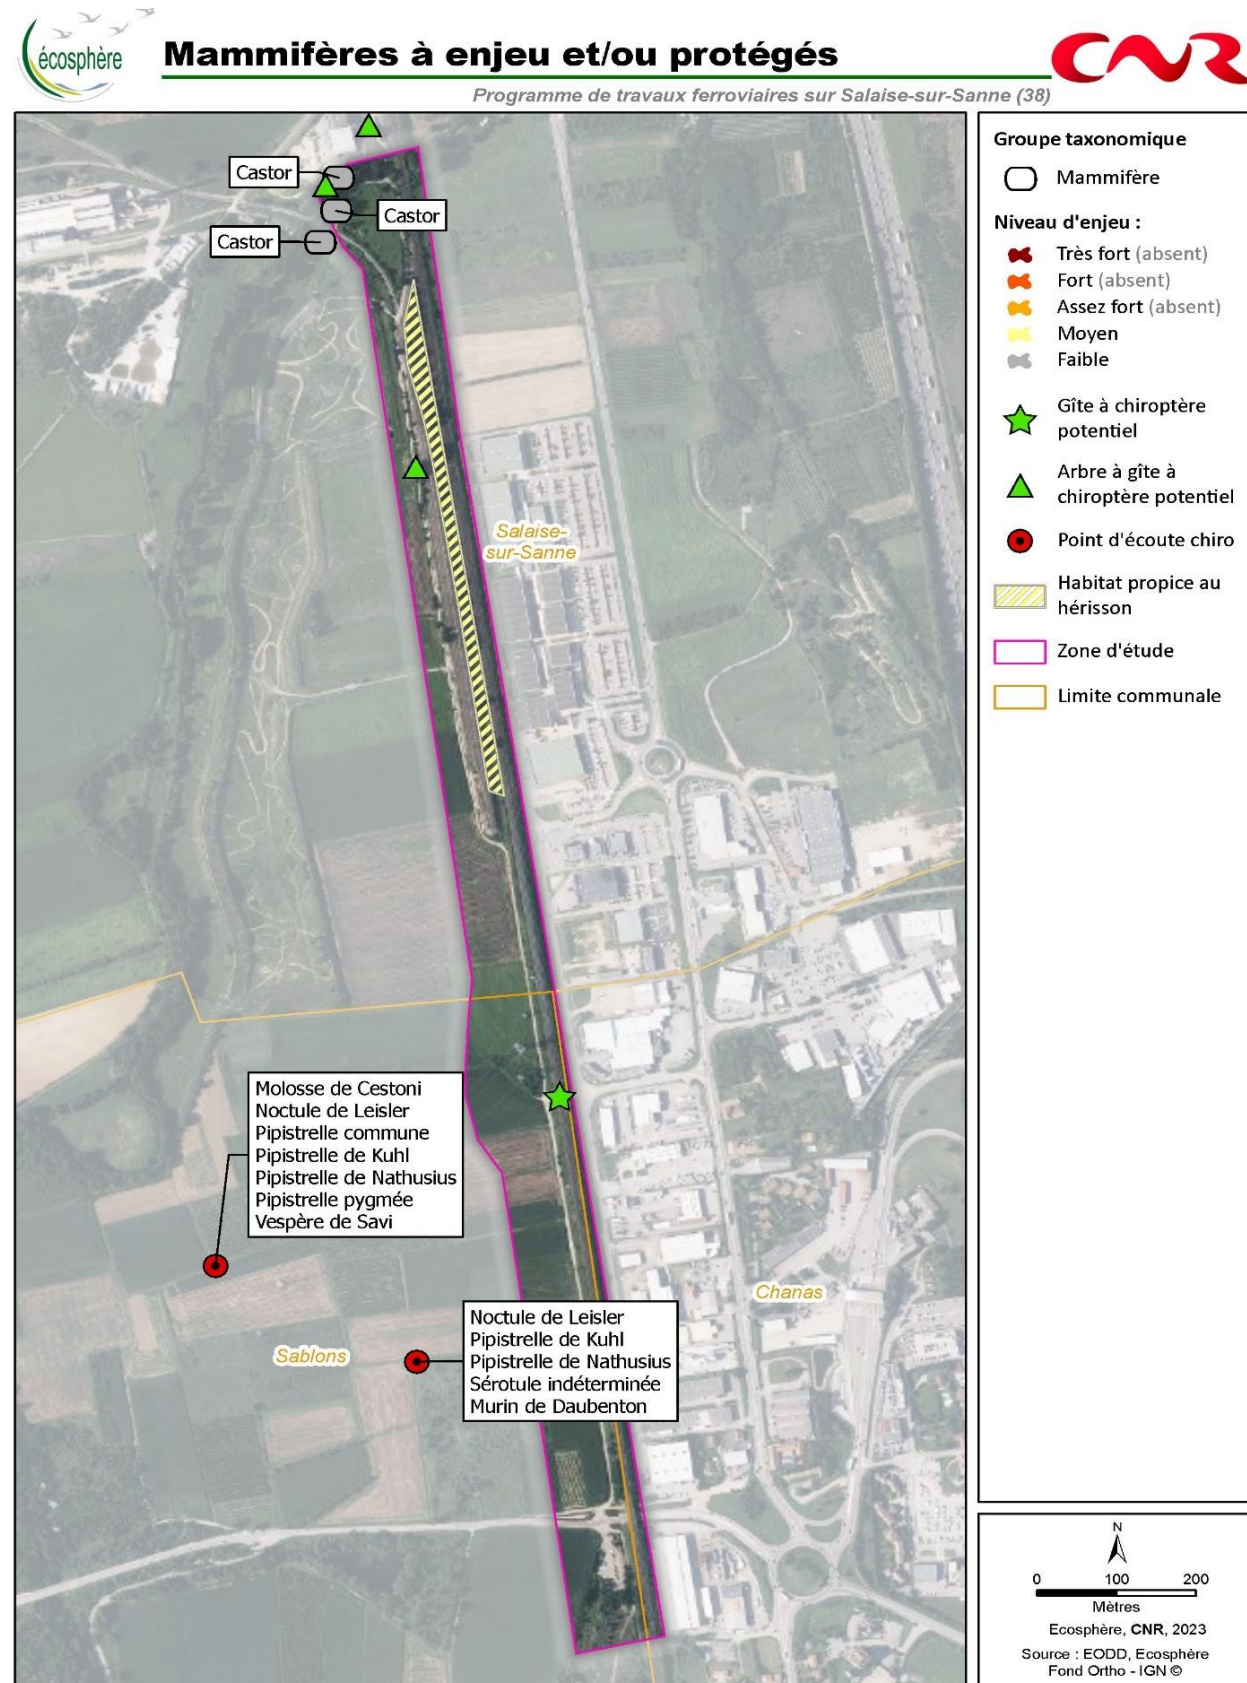 écosphère
Mammifères à enjeu et/ou protégés
CNR
Programme de travaux ferroviaires sur Salaise-sur-Sanne (38)
Castor
Castor
Castor
Salaise-
sur-Sanne
Molosse de Cestoni
Noctule de Leisler
Pipistrelle commune
Pipistrelle de Kuhl
Pipistrelle de Nathusius
Pipistrelle pygmée
Vespère de Savi
Chanas
Sablons
Noctule de Leisler
Pipistrelle de Kuhl
Pipistrelle de Nathusius
Sérotule indéterminée
Murin de Daubenton
Groupe taxonomique
Mammifère
Niveau d'enjeu :
Très fort (absent)
Fort (absent)
Assez fort (absent)
Moyen
Faible
Gîte à chiroptère
potentiel
Arbre à gîte à
chiroptère potentiel
Point d'écoute chiro
Habitat propice au
hérisson
Zone d'étude
Limite communale
N
0 100 200
Mètres
Ecosphère, CNR, 2023
Source : EODD, Ecosphère
Fond Ortho - IGN ©